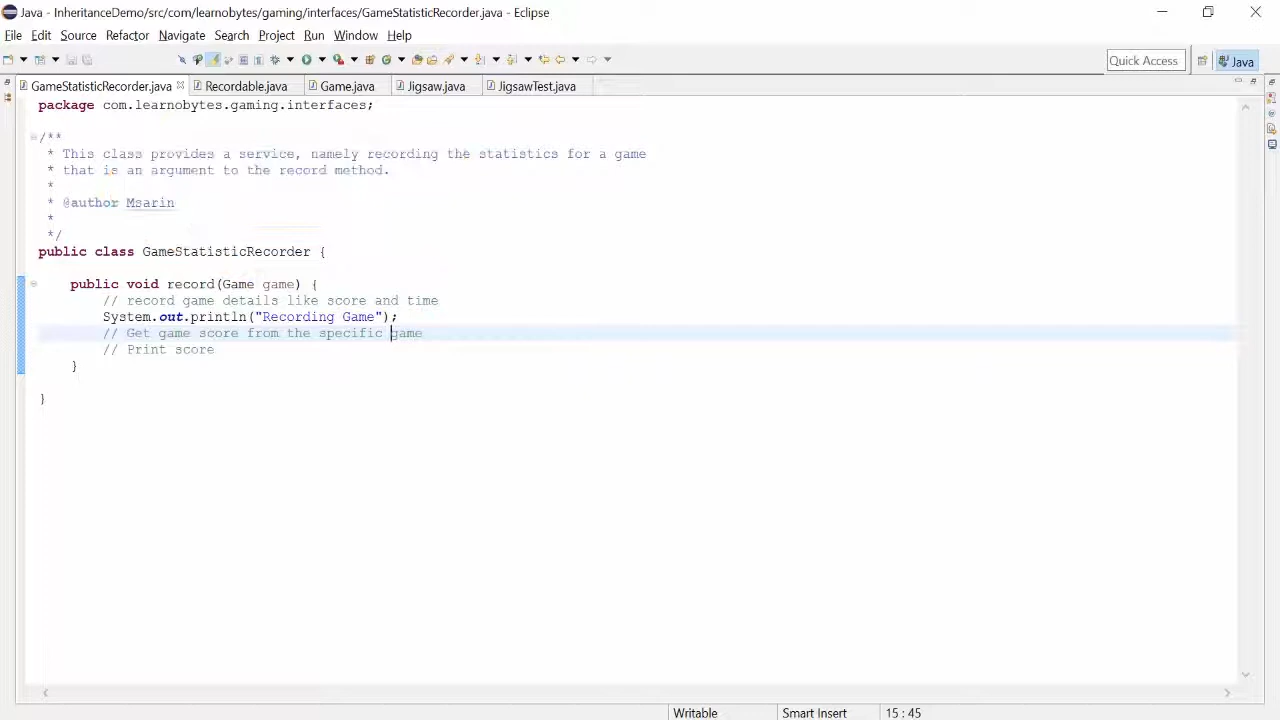 Java - InheritanceDemo/src/com/learnobytes/gaming/interfaces/GameStatisticRecorder.java - Eclipse
File Edit Source Refactor Navigate Search Project Run Window Help
Quick Access Java
GameStatisticRecorder.java Recordable.java Game.java Jigsaw.java JigsawTest.java
package com.learnobytes.gaming.interfaces;
/**
* This class provides a service, namely recording the statistics for a game
* that is an argument to the record method.
*
* @author Msarin
*
*/
public class GameStatisticRecorder {
public void record(Game game) {
// record game details like score and time
System.out.println("Recording Game");
// Get game score from the specific game
// Print score
}
}
Writable Smart Insert 15 : 45